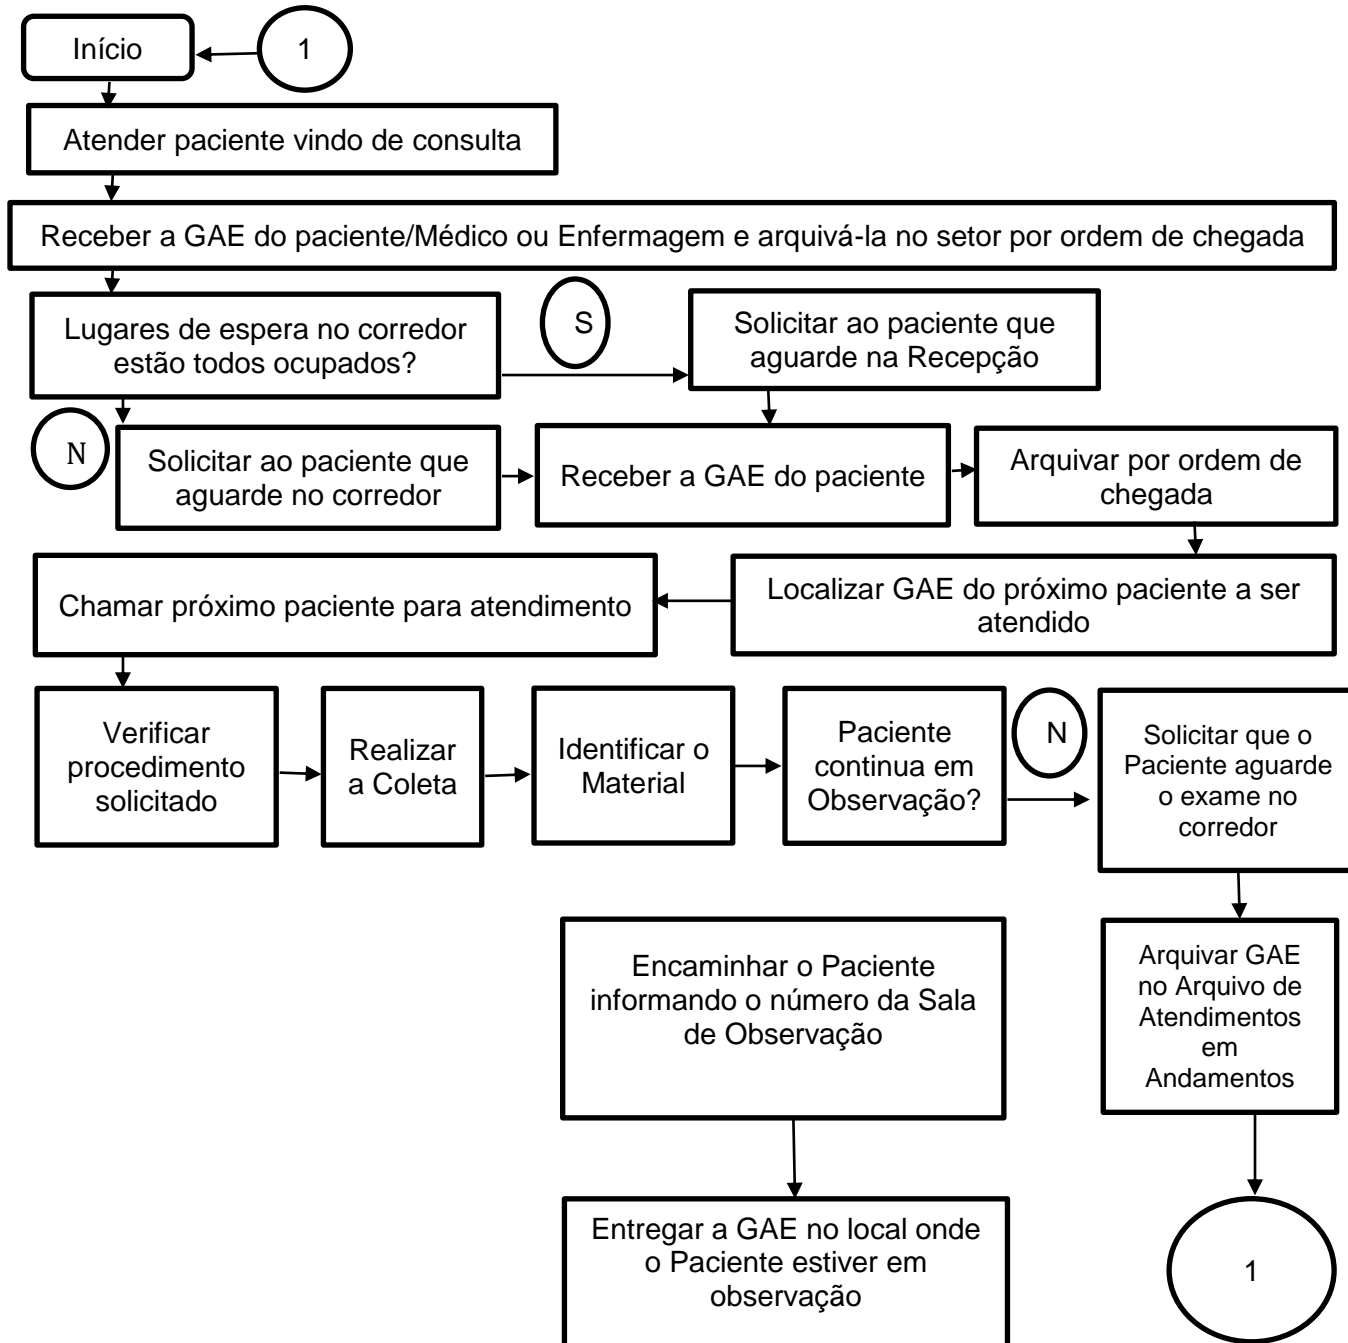 Início
1
Atender paciente vindo de consulta
Receber a GAE do paciente/Médico ou Enfermagem e arquivá-la no setor por ordem de chegada
Lugares de espera no corredor
estão todos ocupados?
S
Solicitar ao paciente que
aguarde na Recepção
N
Solicitar ao paciente que
aguarde no corredor
Receber a GAE do paciente
Arquivar por ordem de
chegada
Localizar GAE do próximo paciente a ser
atendido
Chamar próximo paciente para atendimento
Verificar
procedimento
solicitado
Realizar
a Coleta
Identificar o
Material
Paciente
continua em
Observação?
N
Solicitar que o
Paciente aguarde
o exame no
corredor
Encaminhar o Paciente
informando o número da Sala
de Observação
Arquivar GAE
no Arquivo de
Atendimentos
em
Andamentos
Entregar a GAE no local onde
o Paciente estiver em
observação
1